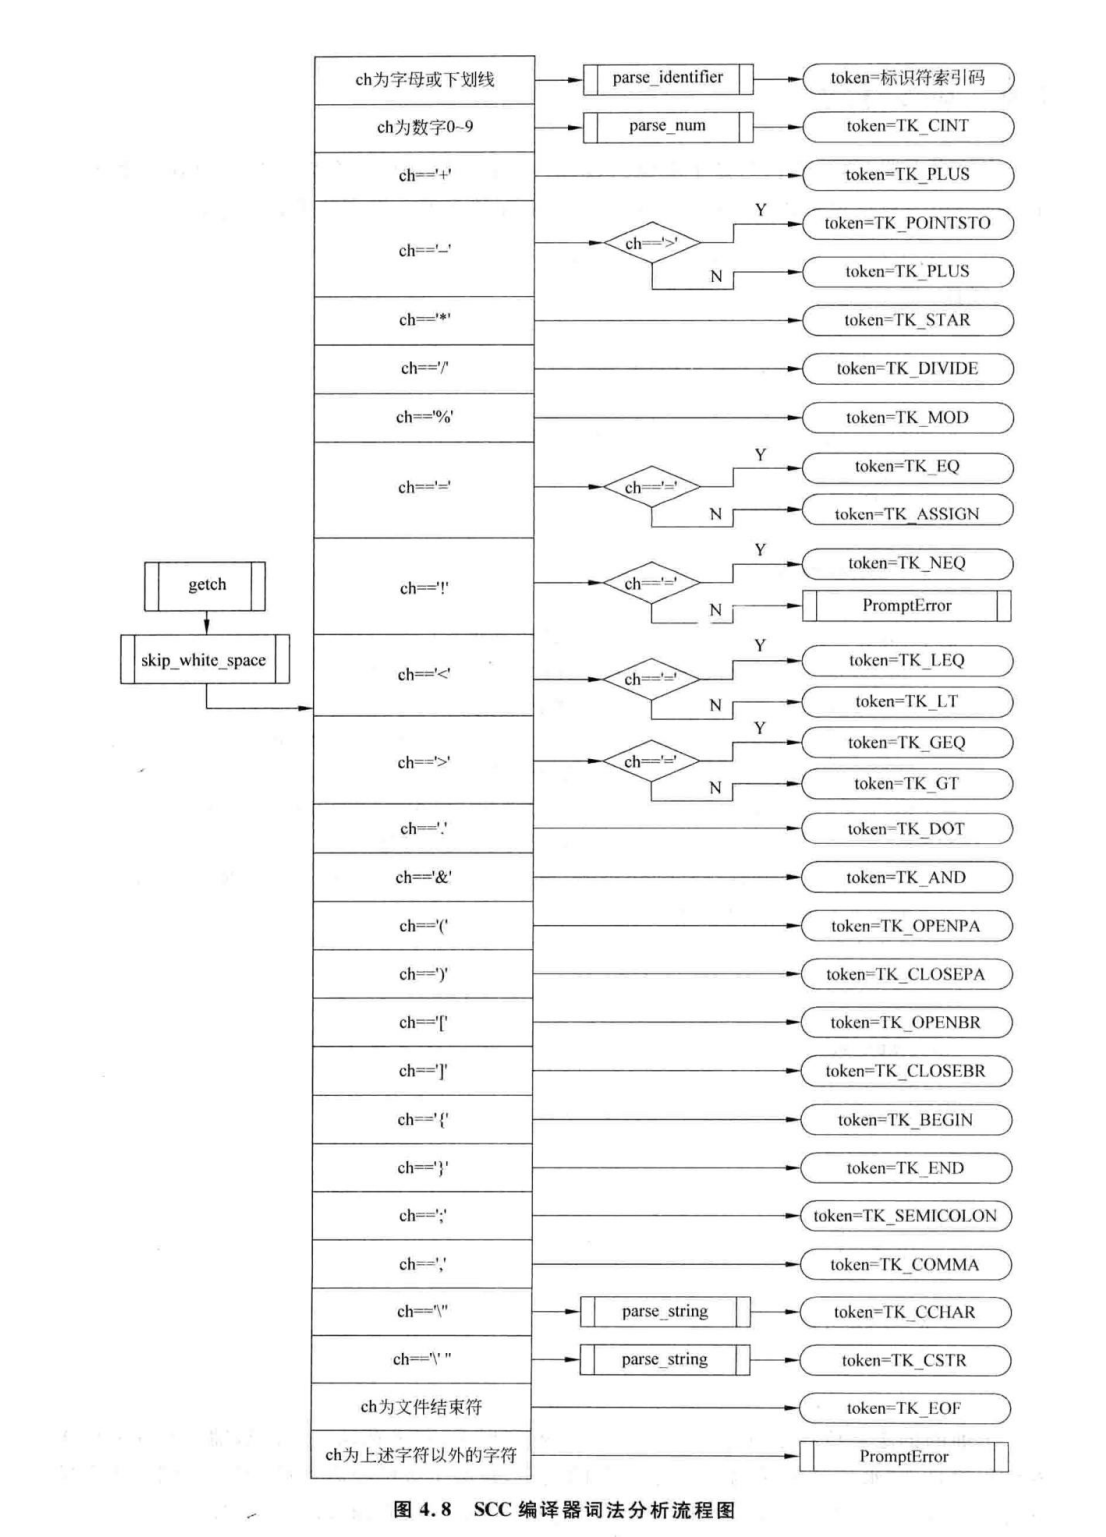 ch为字母或下划线
parse_identifier
token=标识符索引码
ch为数字0~9
parse_num
token=TK_CINT
ch=='+'
token=TK_PLUS
ch=='–'
ch=='>'
Y
token=TK_POINTSTO
N
token=TK_PLUS
ch=='*'
token=TK_STAR
ch=='/'
token=TK_DIVIDE
ch=='%'
token=TK_MOD
ch=='='
ch=='='
Y
token=TK_EQ
N
token=TK_ASSIGN
getch
skip_white_space
ch=='!'
ch=='='
Y
token=TK_NEQ
N
PromptError
ch=='<'
ch=='='
Y
token=TK_LEQ
N
token=TK_LT
ch=='>'
ch=='='
Y
token=TK_GEQ
N
token=TK_GT
ch=='.'
token=TK_DOT
ch=='&'
token=TK_AND
ch=='('
token=TK_OPENPA
ch==')'
token=TK_CLOSEPA
ch=='['
token=TK_OPENBR
ch==']'
token=TK_CLOSEBR
ch=='{'
token=TK_BEGIN
ch=='}'
token=TK_END
ch==';'
token=TK_SEMICOLON
ch==','
token=TK_COMMA
ch=='\''
parse_string
token=TK_CCHAR
ch=='\' "
parse_string
token=TK_CSTR
ch为文件结束符
token=TK_EOF
ch为上述字符以外的字符
PromptError
图 4.8 SCC 编译器词法分析流程图